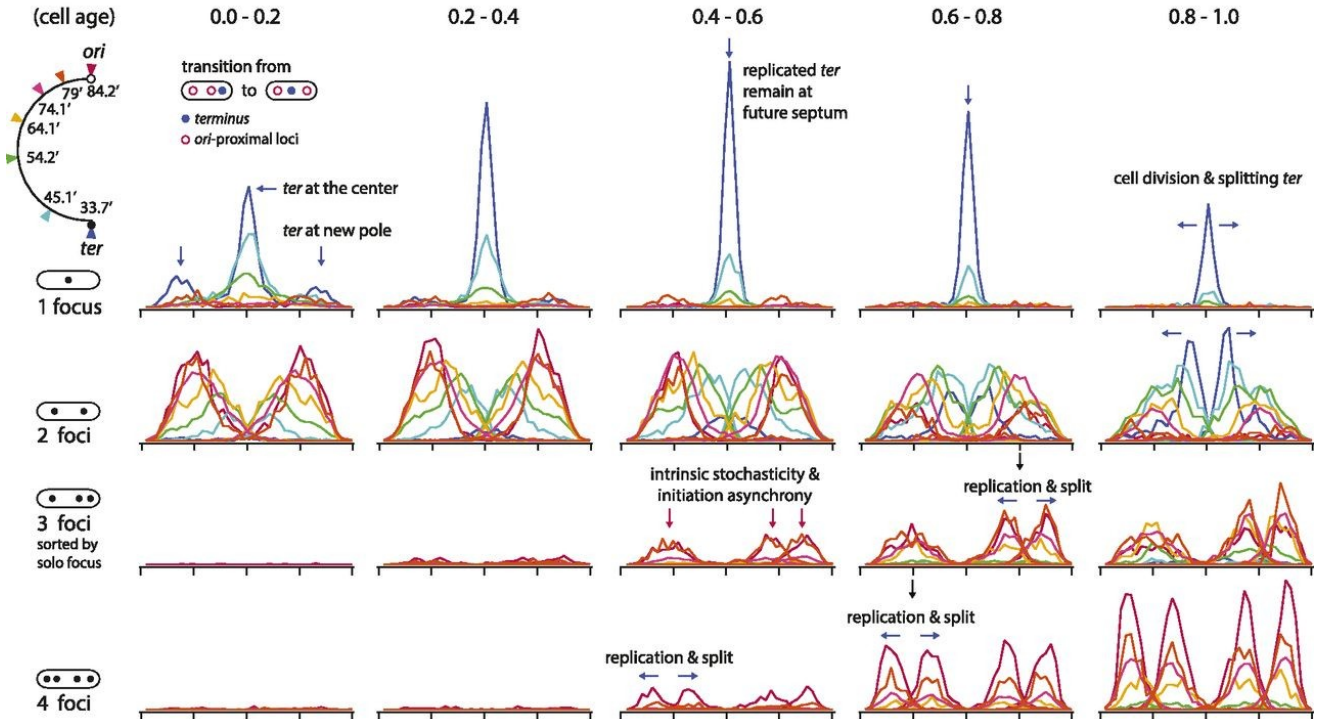 (cell age)
0.0 - 0.2
0.2 - 0.4
0.4 - 0.6
0.6 - 0.8
0.8 - 1.0
ori
79' 84.2'
74.1'
64.1'
54.2'
45.1'
33.7'
ter
transition from
to
terminus
ori-proximal loci
ter at the center
ter at new pole
replicated ter
remain at
future septum
cell division & splitting ter
1 focus
2 foci
intrinsic stochasticity &
initiation asynchrony
replication & split
3 foci
sorted by
solo focus
replication & split
replication & split
4 foci